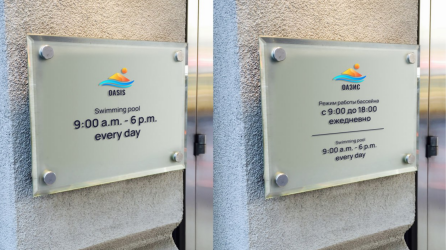 OASIS
Swimming pool
9:00 a.m. - 6 p.m.
every day
ОАЗИС
Режим работы бассейна
с 9:00 до 18:00
ежедневно
Swimming pool
9:00 a.m. - 6 p.m.
every day